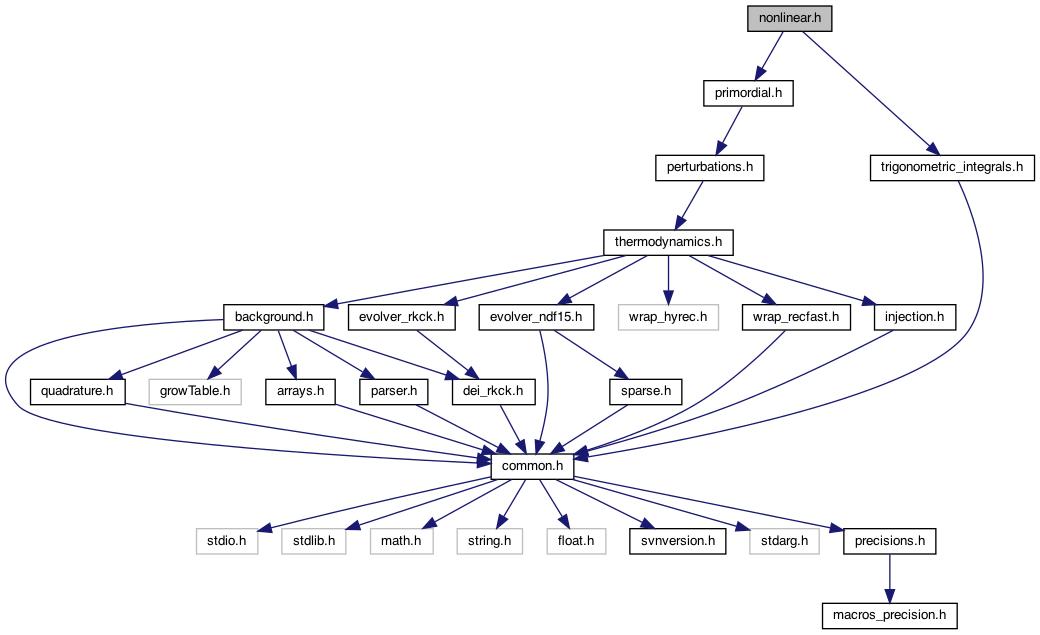 nonlinear.h
primordial.h
perturbations.h
trigonometric_integrals.h
thermodynamics.h
background.h
evolver_rkck.h
evolver_ndf15.h
wrap_hyrec.h
wrap_recfast.h
injection.h
quadrature.h
growTable.h
arrays.h
parser.h
dei_rkck.h
sparse.h
common.h
stdio.h
stdlib.h
math.h
string.h
float.h
svnversion.h
stdarg.h
precisions.h
macros_precision.h